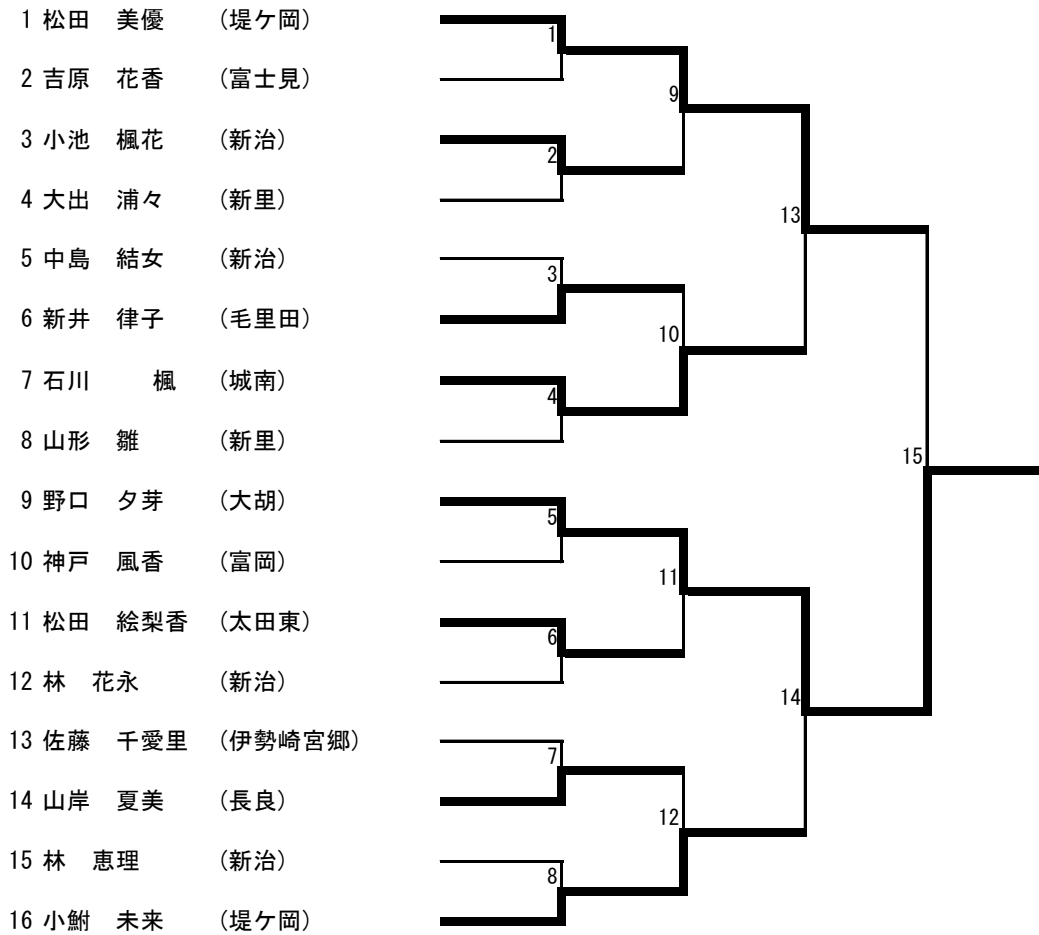 1 松田　美優　（堤ケ岡）
2 吉原　花香　（富士見）
3 小池　楓花　（新治）
4 大出　浦々　（新里）
5 中島　結女　（新治）
6 新井　律子　（毛里田）
7 石川　　楓　（城南）
8 山形　雛　（新里）
9 野口　夕芽　（大胡）
10 神戸　風香　（富岡）
11 松田　絵梨香　（太田東）
12 林　花永　（新治）
13 佐藤　千愛里　（伊勢崎宮郷）
14 山岸　夏美　（長良）
15 林　恵理　（新治）
16 小鮒　未来　（堤ケ岡）
1
2
3
4
5
6
7
8
9
10
11
12
13
14
15